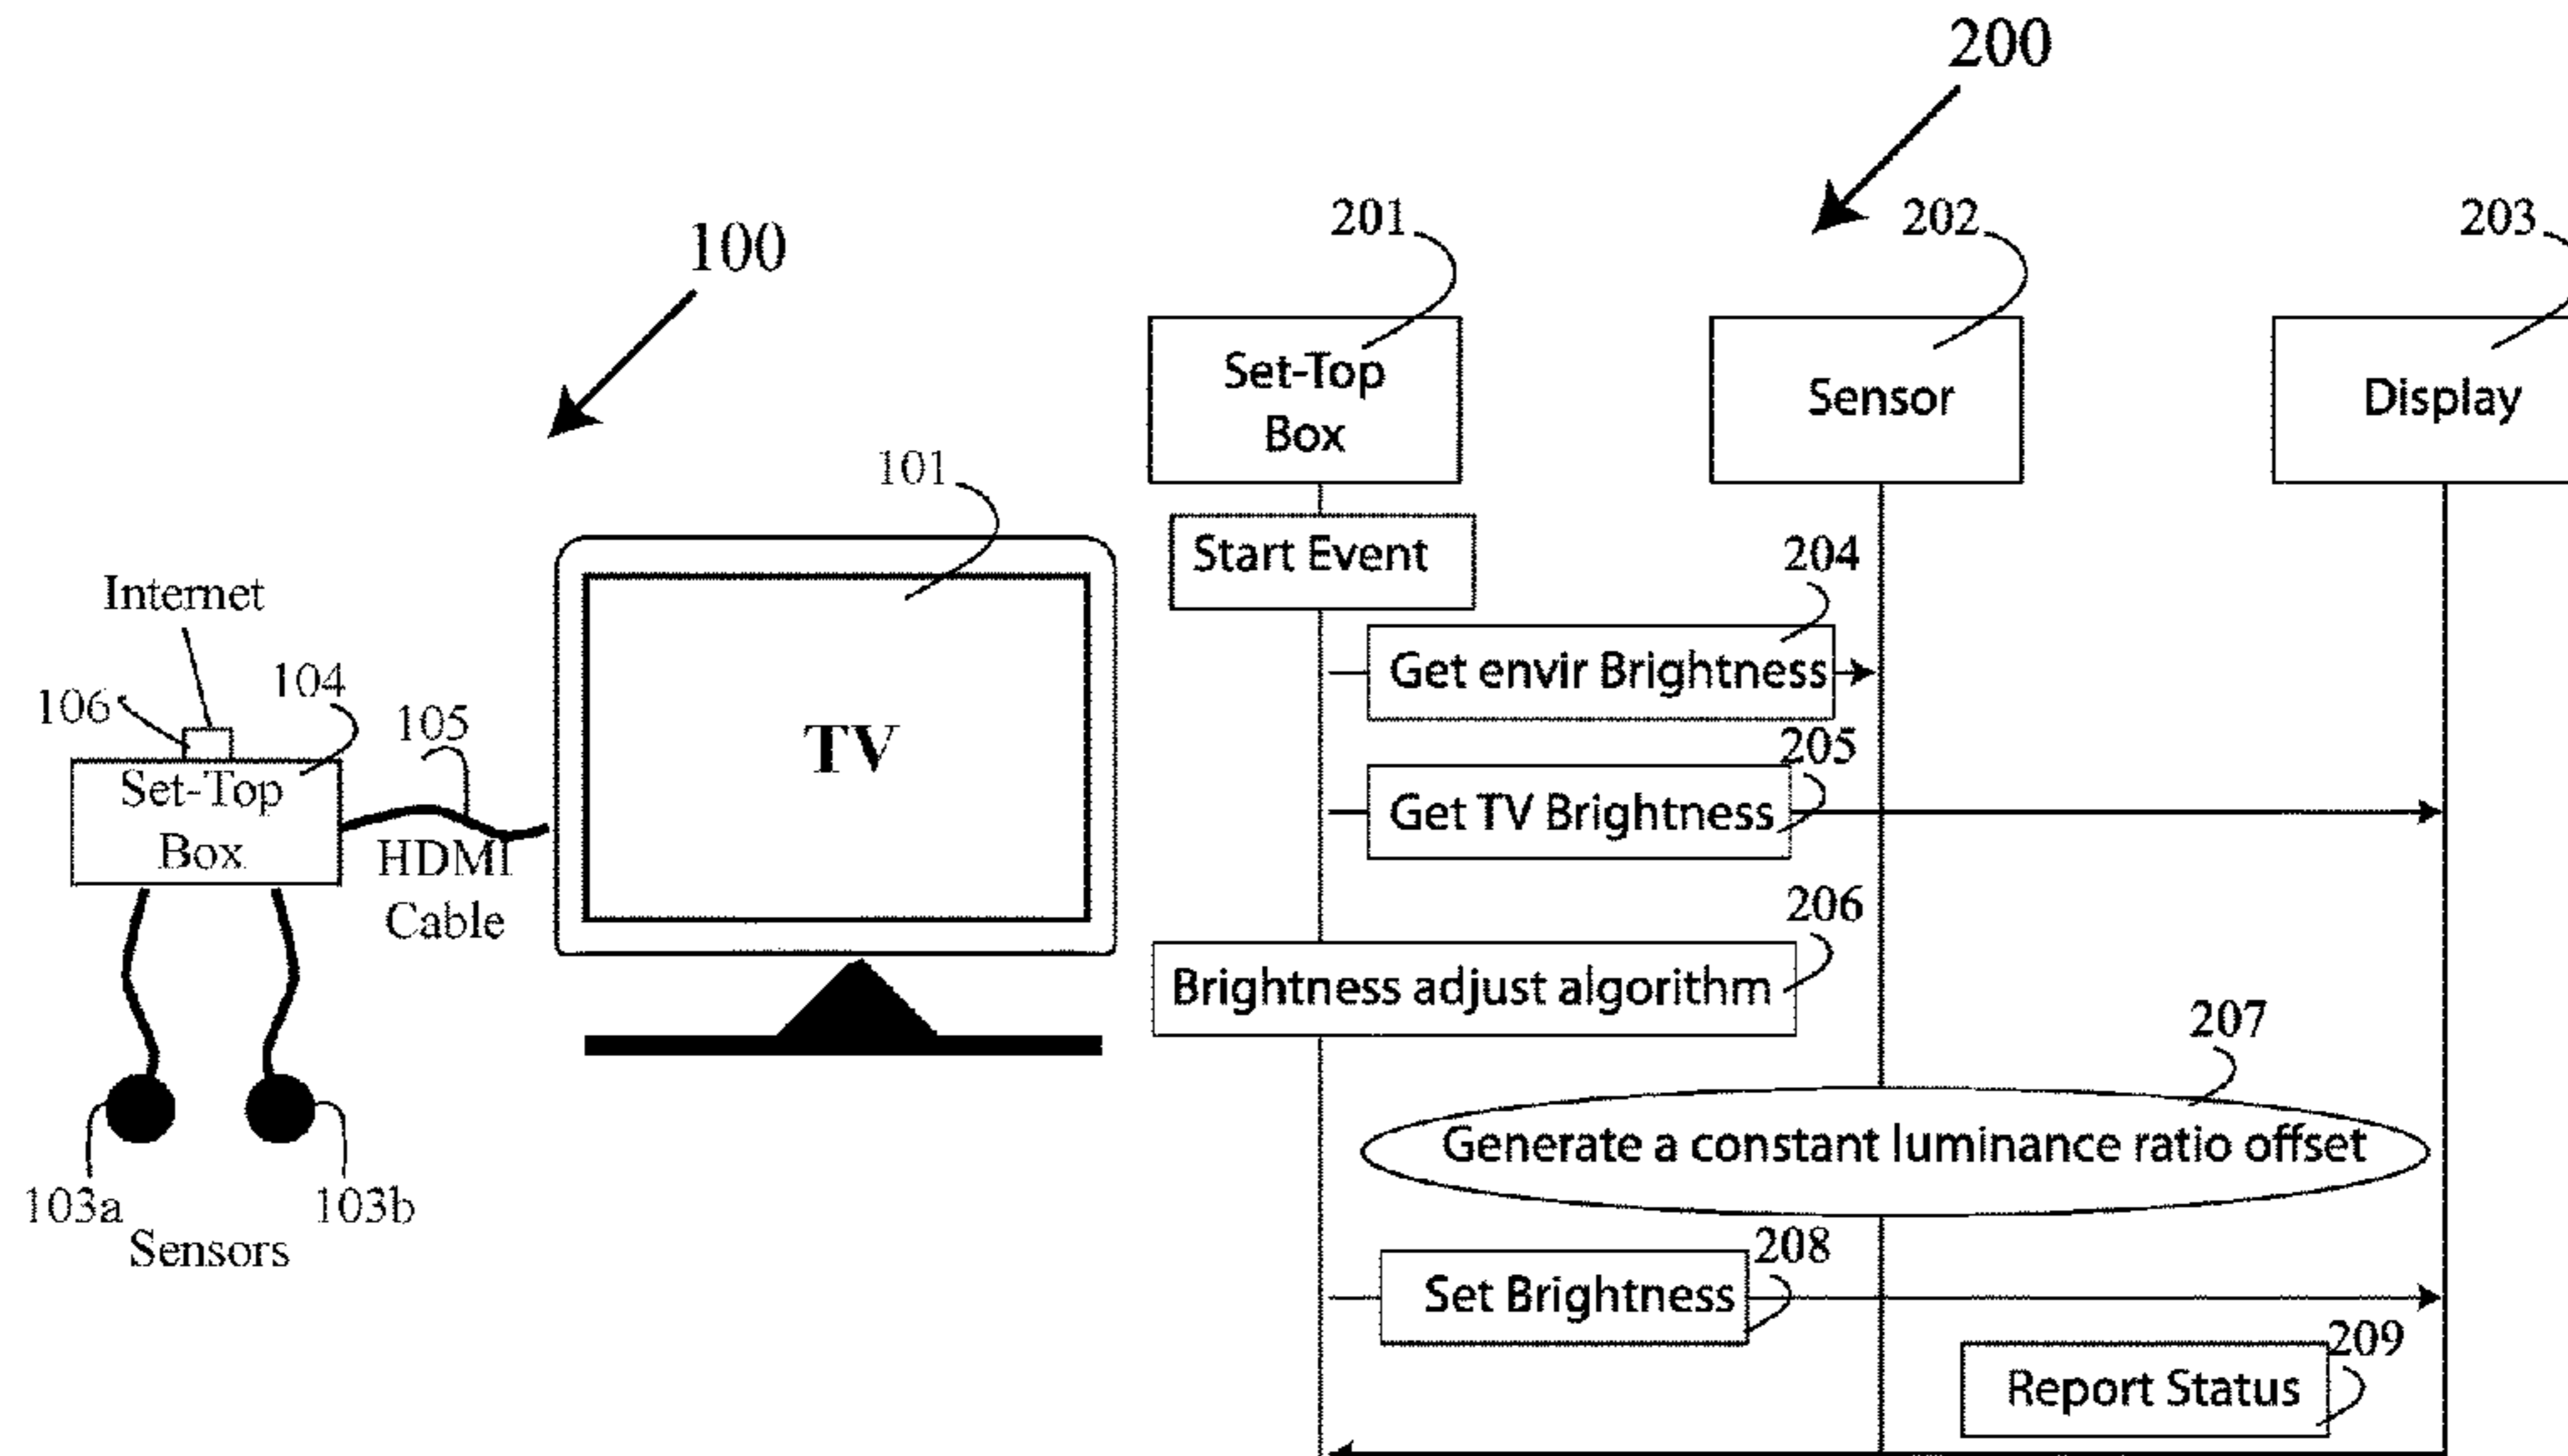 100
101
Internet
106
104
105
Set-Top
Box
HDMI
Cable
TV
103a
103b
Sensors
200
201
202
203
Set-Top
Box
Sensor
Display
Start Event
204
Get envir Brightness
205
Get TV Brightness
206
Brightness adjust algorithm
207
Generate a constant luminance ratio offset
208
Set Brightness
209
Report Status